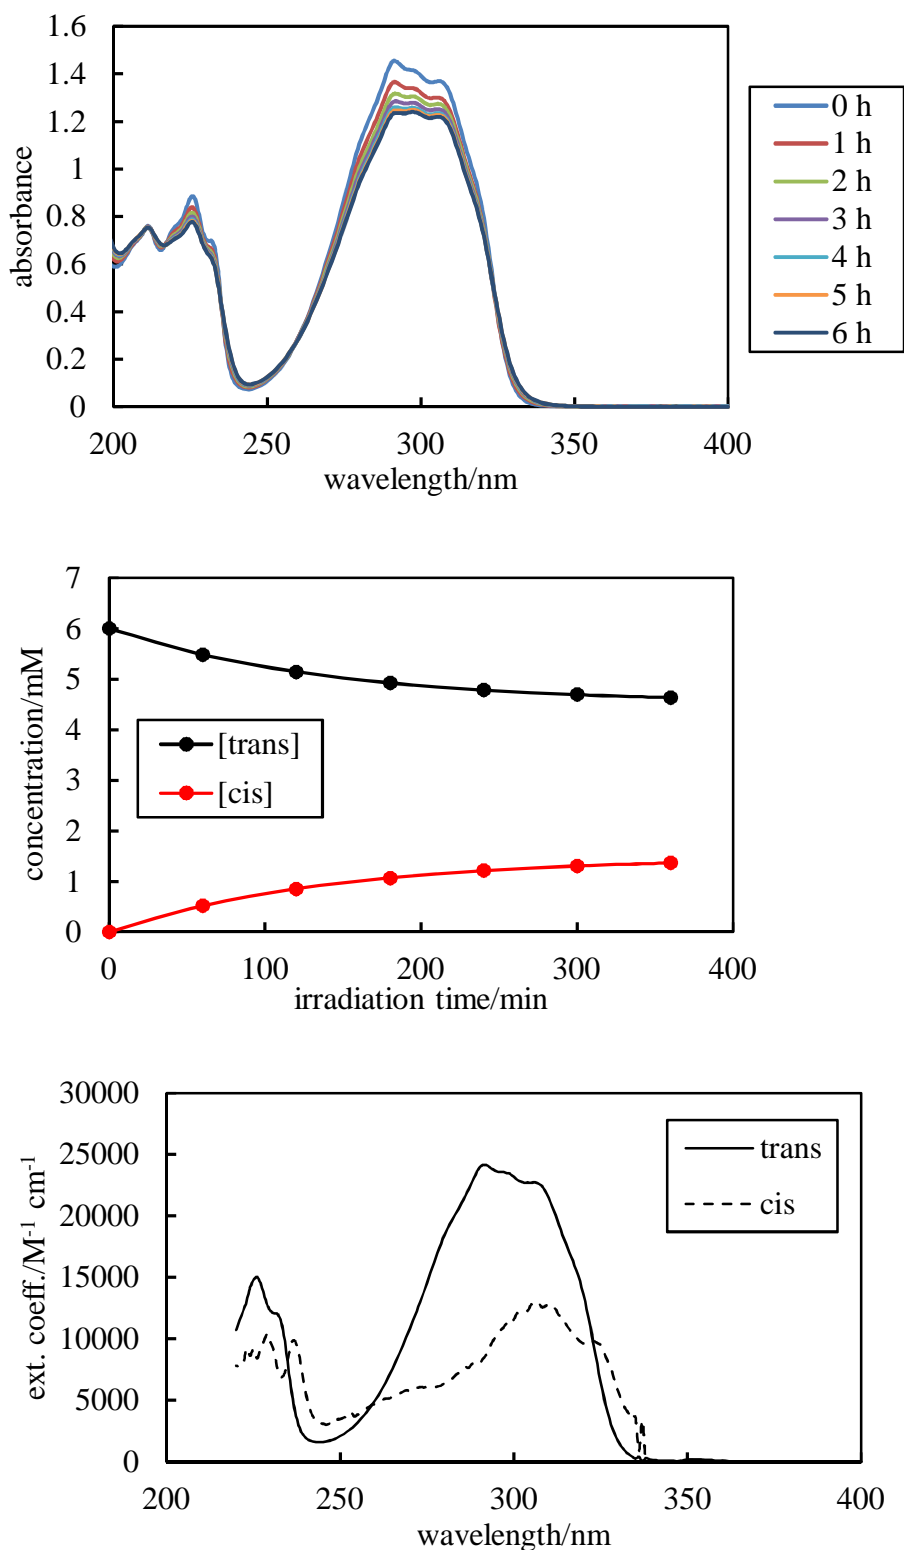 1.6
1.4
1.2
1
0.8
0.6
0.4
0.2
0
absorbance
200 250 300 350 400
wavelength/nm
0 h
1 h
2 h
3 h
4 h
5 h
6 h
7
6
5
4
3
2
1
0
concentration/mM
[trans]
[cis]
0 100 200 300 400
irradiation time/min
30000
25000
20000
15000
10000
5000
0
ext. coeff./M⁻¹ cm⁻¹
trans
cis
200 250 300 350 400
wavelength/nm